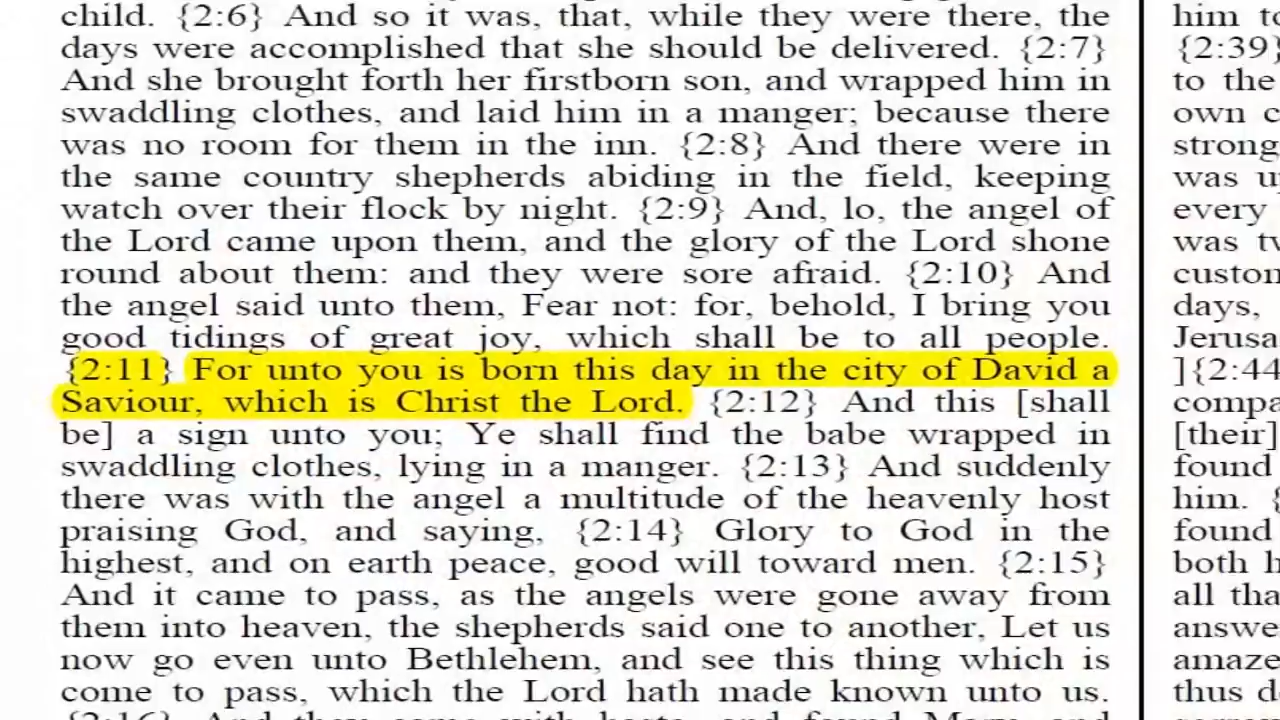 child. {2:6} And so it was, that, while they were there, the
days were accomplished that she should be delivered. {2:7}
And she brought forth her firstborn son, and wrapped him in
swaddling clothes, and laid him in a manger; because there
was no room for them in the inn. {2:8} And there were in
the same country shepherds abiding in the field, keeping
watch over their flock by night. {2:9} And, lo, the angel of
the Lord came upon them, and the glory of the Lord shone
round about them: and they were sore afraid. {2:10} And
the angel said unto them, Fear not: for, behold, I bring you
good tidings of great joy, which shall be to all people.
{2:11} For unto you is born this day in the city of David a
Saviour, which is Christ the Lord. {2:12} And this [shall
be] a sign unto you; Ye shall find the babe wrapped in
swaddling clothes, lying in a manger. {2:13} And suddenly
there was with the angel a multitude of the heavenly host
praising God, and saying, {2:14} Glory to God in the
highest, and on earth peace, good will toward men. {2:15}
And it came to pass, as the angels were gone away from
them into heaven, the shepherds said one to another, Let us
now go even unto Bethlehem, and see this thing which is
come to pass, which the Lord hath made known unto us.
him
{2:39}
to the
own
strong
was
every
was
custom
days,
Jerusa
]{2:44
compa
[their]
found
him. {
found
both
all tha
answe
amaze
thus